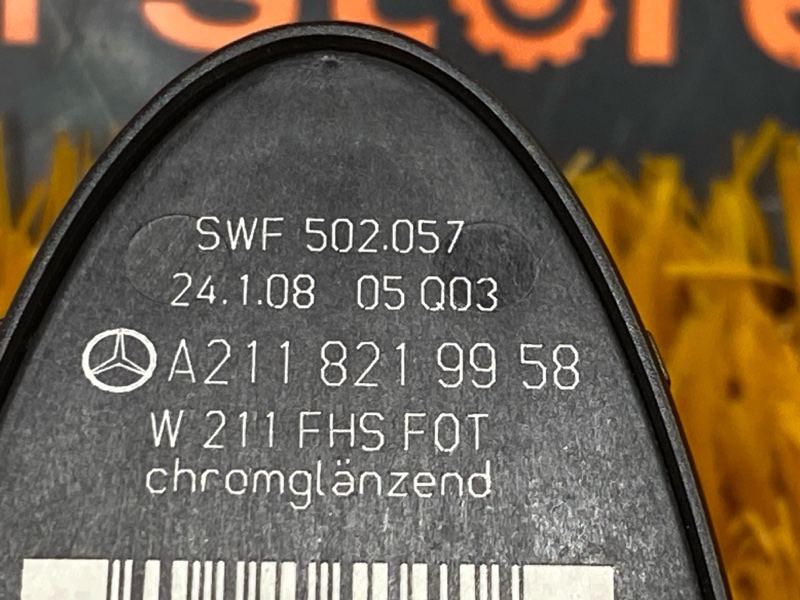 SWF 502.057
24.1.08 05 Q03
A211 821 99 58
W 211 FHS FOT
chromglänzend